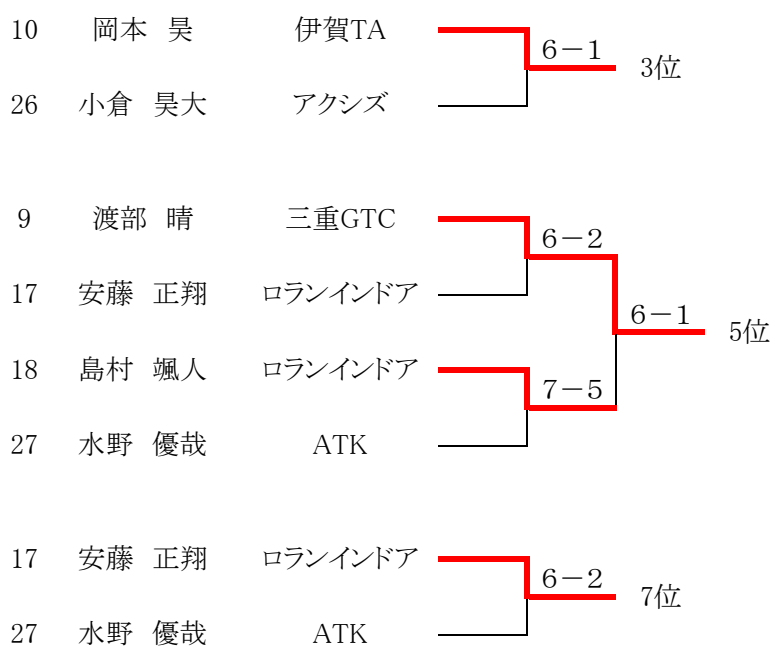 10 岡本 昊 伊賀TA
6－1
3位
26 小倉 昊大 アクシズ
9 渡部 晴 三重GTC
6－2
17 安藤 正翔 ロランインドア
6－1
5位
18 島村 颯人 ロランインドア
7－5
27 水野 優哉 ATK
17 安藤 正翔 ロランインドア
6－2
7位
27 水野 優哉 ATK